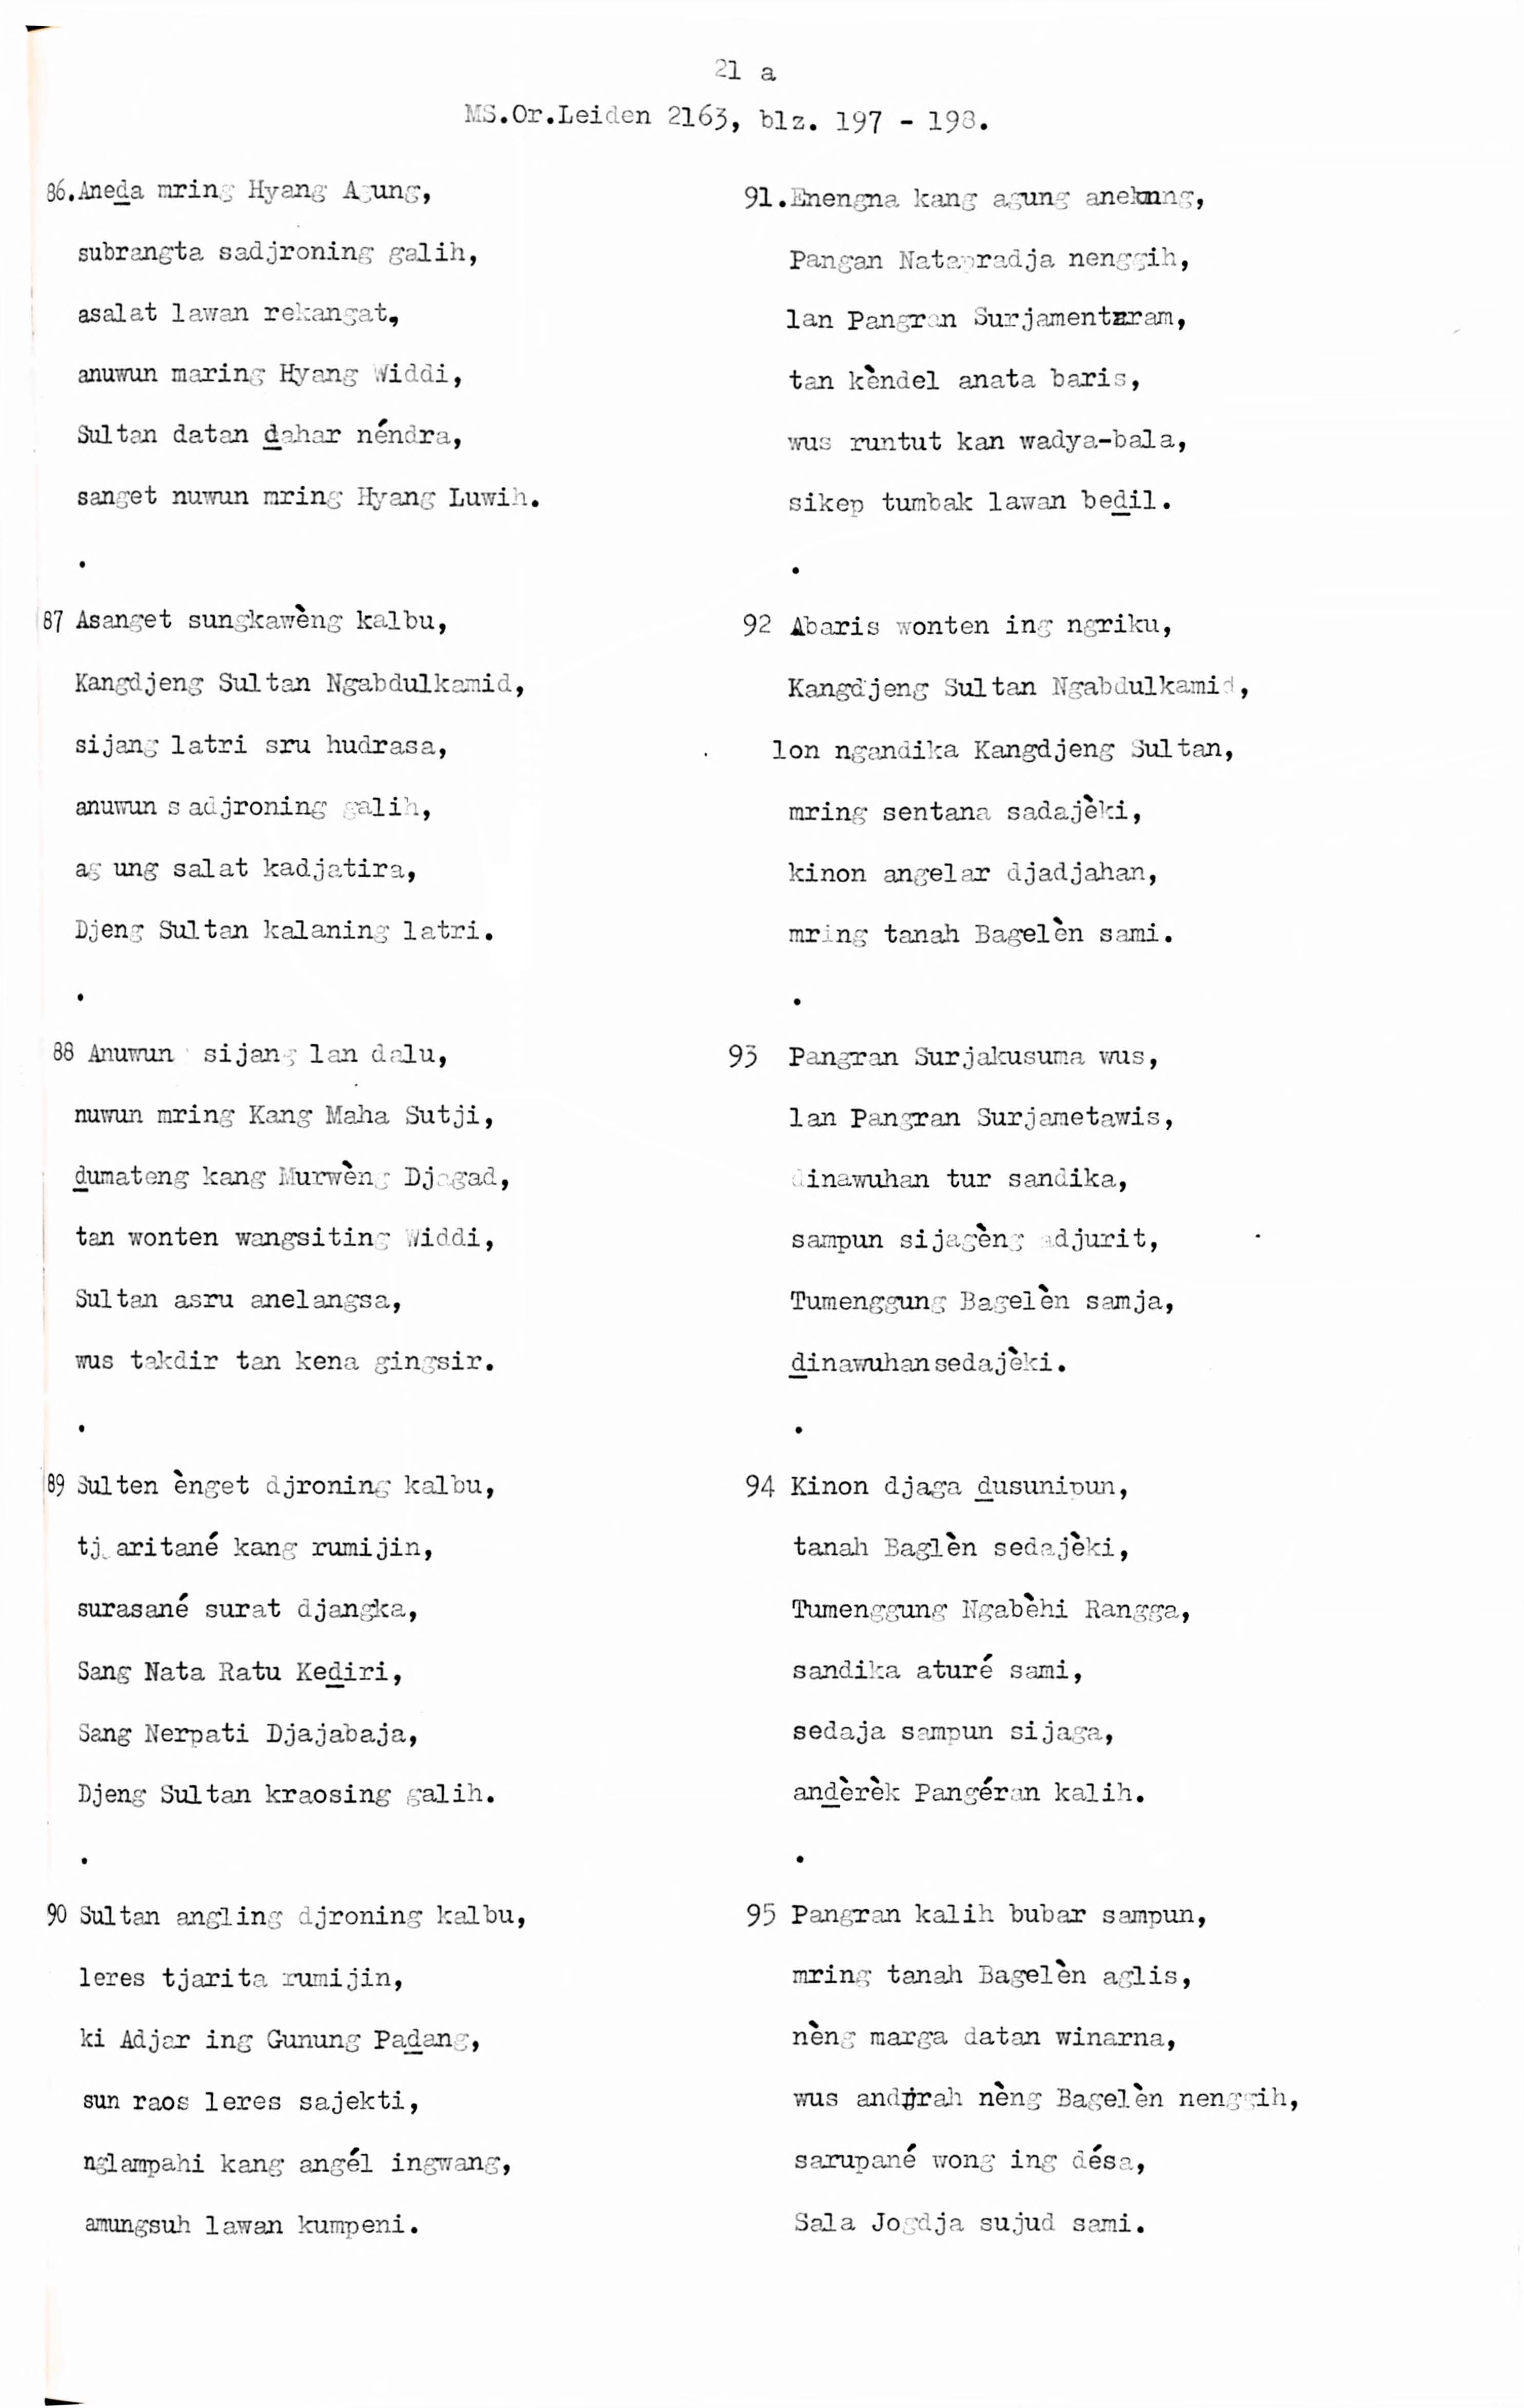 21 a
MS.Or.Leiden 2163, blz. 197 - 198.
86.Aneḏa mring Hyang Agung,
subrangta sadjroning galih,
asalat lawan rekangat,
anuwun maring Hyang Widdi,
Sultan datan ḏahar néndra,
sanget nuwun mring Hyang Luwih.
.
87 Asanget sungkawèng kalbu,
Kangdjeng Sultan Ngabdulkamid,
sijang latri sru hudrasa,
anuwun s adjroning galih,
ag ung salat kadjatira,
Djeng Sultan kalaning latri.
.
88 Anuwun sijang lan dalu,
nuwun mring Kang Maha Sutji,
ḏumateng kang Murwèng Djagad,
tan wonten wangsiting Widdi,
Sultan asru anelangsa,
wus takdir tan kena gingsir.
.
89 Sulten ènget djroning kalbu,
tj aritané kang rumijin,
surasané surat djangka,
Sang Nata Ratu Keḏiri,
Sang Nerpati Djajabaja,
Djeng Sultan kraosing galih.
.
90 Sultan angling djroning kalbu,
leres tjarita rumijin,
ki Adjar ing Gunung Paḏang,
sun raos leres sajekti,
nglampahi kang angél ingwang,
amungsuh lawan kumpeni.
91.Enengna kang agung
Pangan Natapradja nenggih,
lan Pangran Surjamentaram,
tan kèndel anata baris,
wus runtut kan wadya-bala,
sikep tumbak lawan beḏil.
.
92 Abaris wonten ing ngriku,
Kangdjeng Sultan Ngabdulkamid,
lon ngandika Kangdjeng Sultan,
mring sentana sadajèki,
kinon angelar djadjahan,
mring tanah Bagelèn sami.
.
93 Pangran Surjakusuma wus,
lan Pangran Surjametawis,
dinawuhan tur sandika,
sampun sijagèng adjurit,
Tumenggung Bagelèn samja,
ḏinawuhan sedajèki.
.
94 Kinon djaga ḏusunipun,
tanah Baglèn sedajèki,
Tumenggung Ngabèhi Rangga,
sandika aturé sami,
sedaja sampun sijaga,
anḏèrèk Pangéran kalih.
.
95 Pangran kalih bubar sampun,
mring tanah Bagelèn aglis,
nèng marga datan winarna,
wus nèng Bagelèn nenggih,
sarupané wong ing désa,
Sala Jogdja sujud sami.